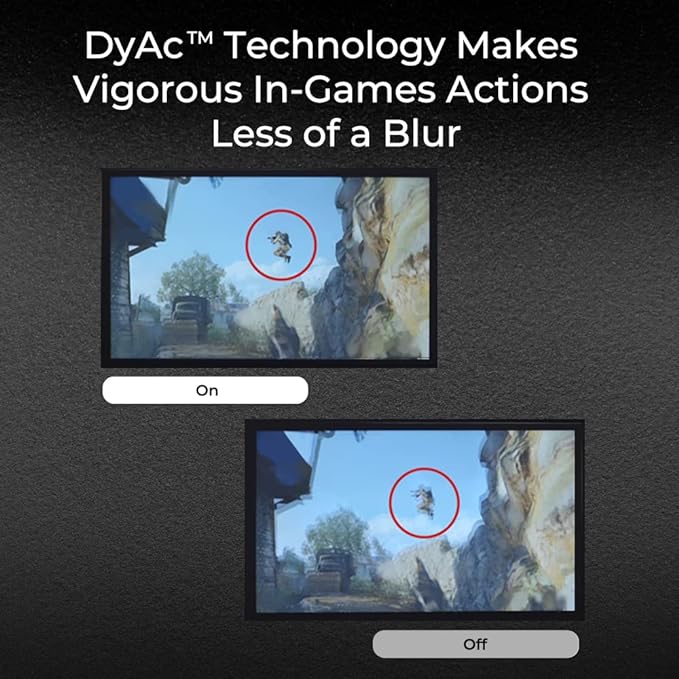 DyAc™ Technology Makes
Vigorous In-Games Actions
Less of a Blur
On
Off